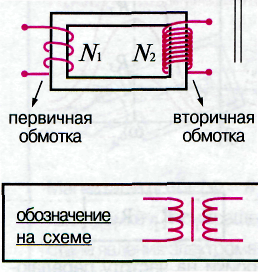 N₁ N₂
первичная вторичная
обмотка обмотка
обозначение
на схеме